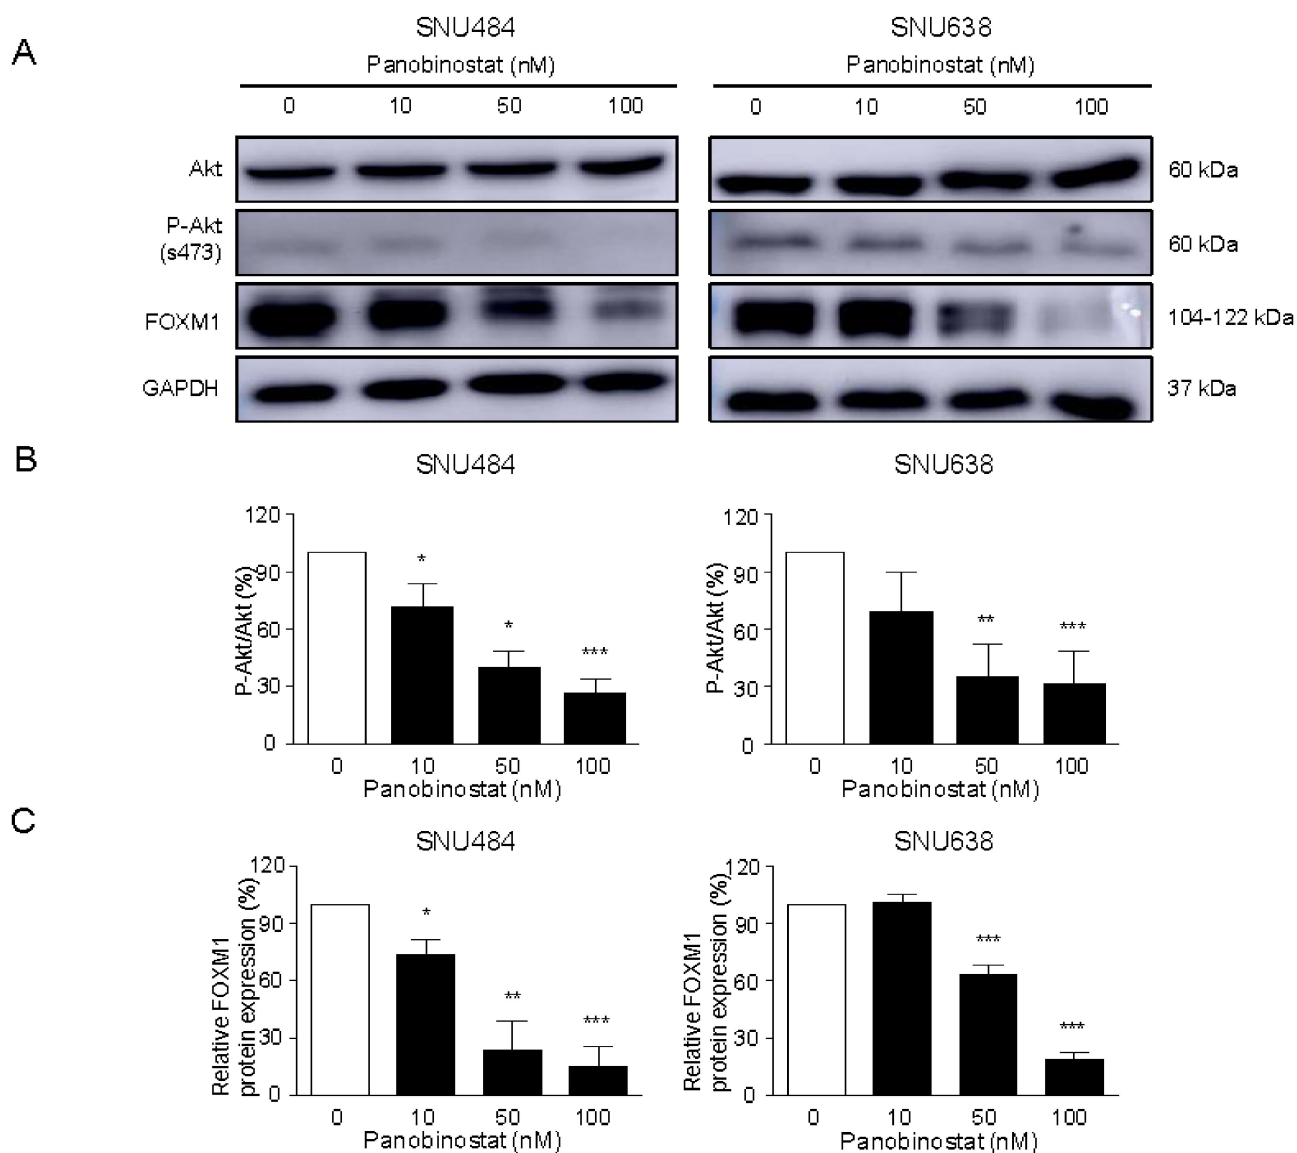 A
SNU484
SNU638
Panobinostat (nM)
Panobinostat (nM)
0 10 50 100
0 10 50 100
Akt
60 kDa
P-Akt
(s473)
60 kDa
FOXM1
104-122 kDa
GAPDH
37 kDa
B
SNU484
P-Akt/Akt (%)
120
90
60
30
0
*
*
***
0 10 50 100
Panobinostat (nM)
SNU638
P-Akt/Akt (%)
120
90
60
30
0
**
***
0 10 50 100
Panobinostat (nM)
C
SNU484
Relative FOXM1
protein expression (%)
120
90
60
30
0
*
**
***
0 10 50 100
Panobinostat (nM)
SNU638
Relative FOXM1
protein expression (%)
120
90
60
30
0
***
***
0 10 50 100
Panobinostat (nM)